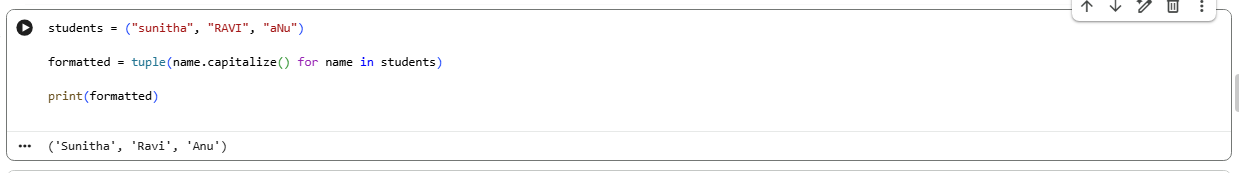 students = ("sunitha", "RAVI", "aNu")
formatted = tuple(name.capitalize() for name in students)
print(formatted)
('Sunitha', 'Ravi', 'Anu')